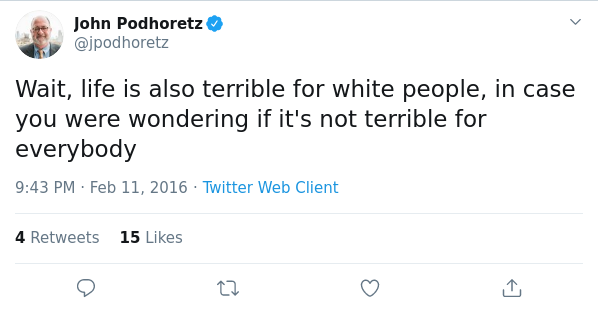 John Podhoretz
@jpodhoretz
Wait, life is also terrible for white people, in case
you were wondering if it's not terrible for
everybody
9:43 PM · Feb 11, 2016 · Twitter Web Client
4 Retweets 15 Likes